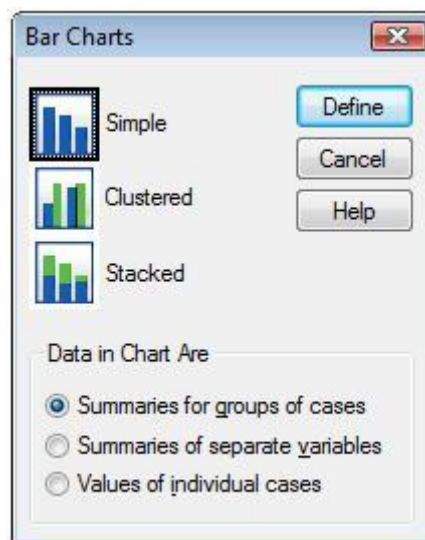 Bar Charts
Simple
Define
Cancel
Clustered
Help
Stacked
Data in Chart Are
Summaries for groups of cases
Summaries of separate variables
Values of individual cases